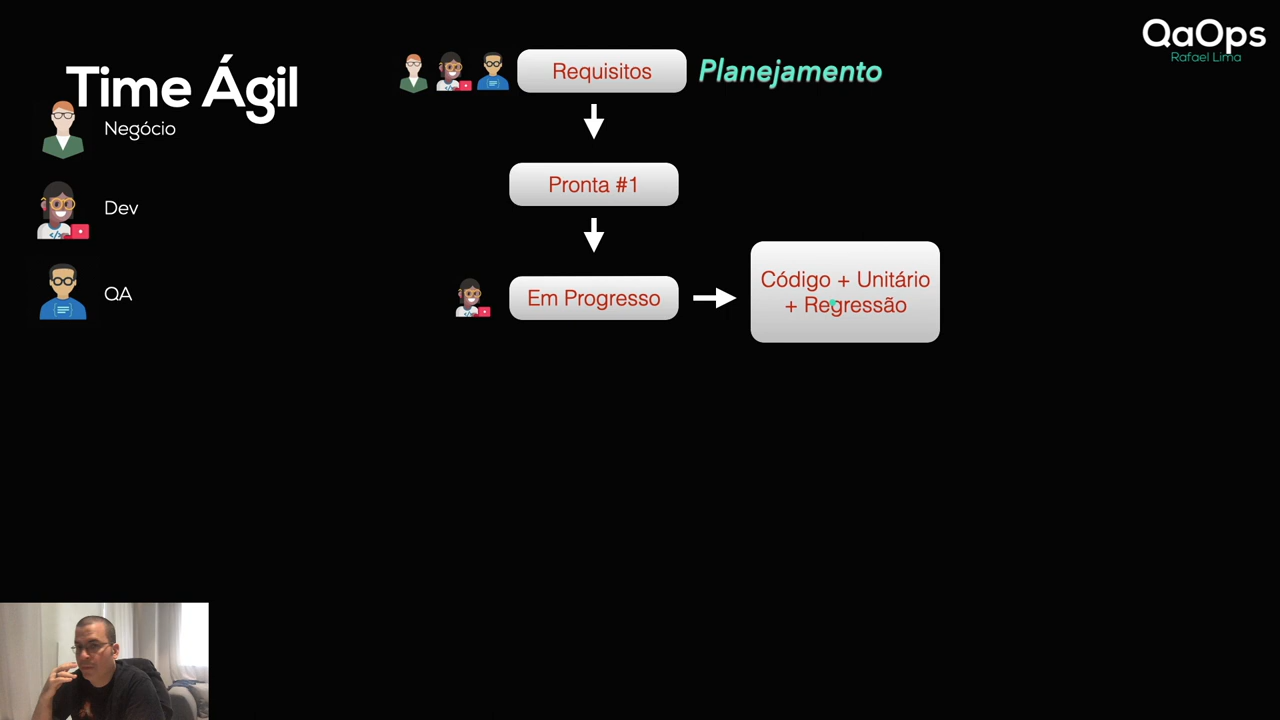 QaOps
Rafael Lima
Time Ágil
Negócio
Dev
QA
Requisitos
Planejamento
Pronta #1
Em Progresso
Código + Unitário
+ Regressão